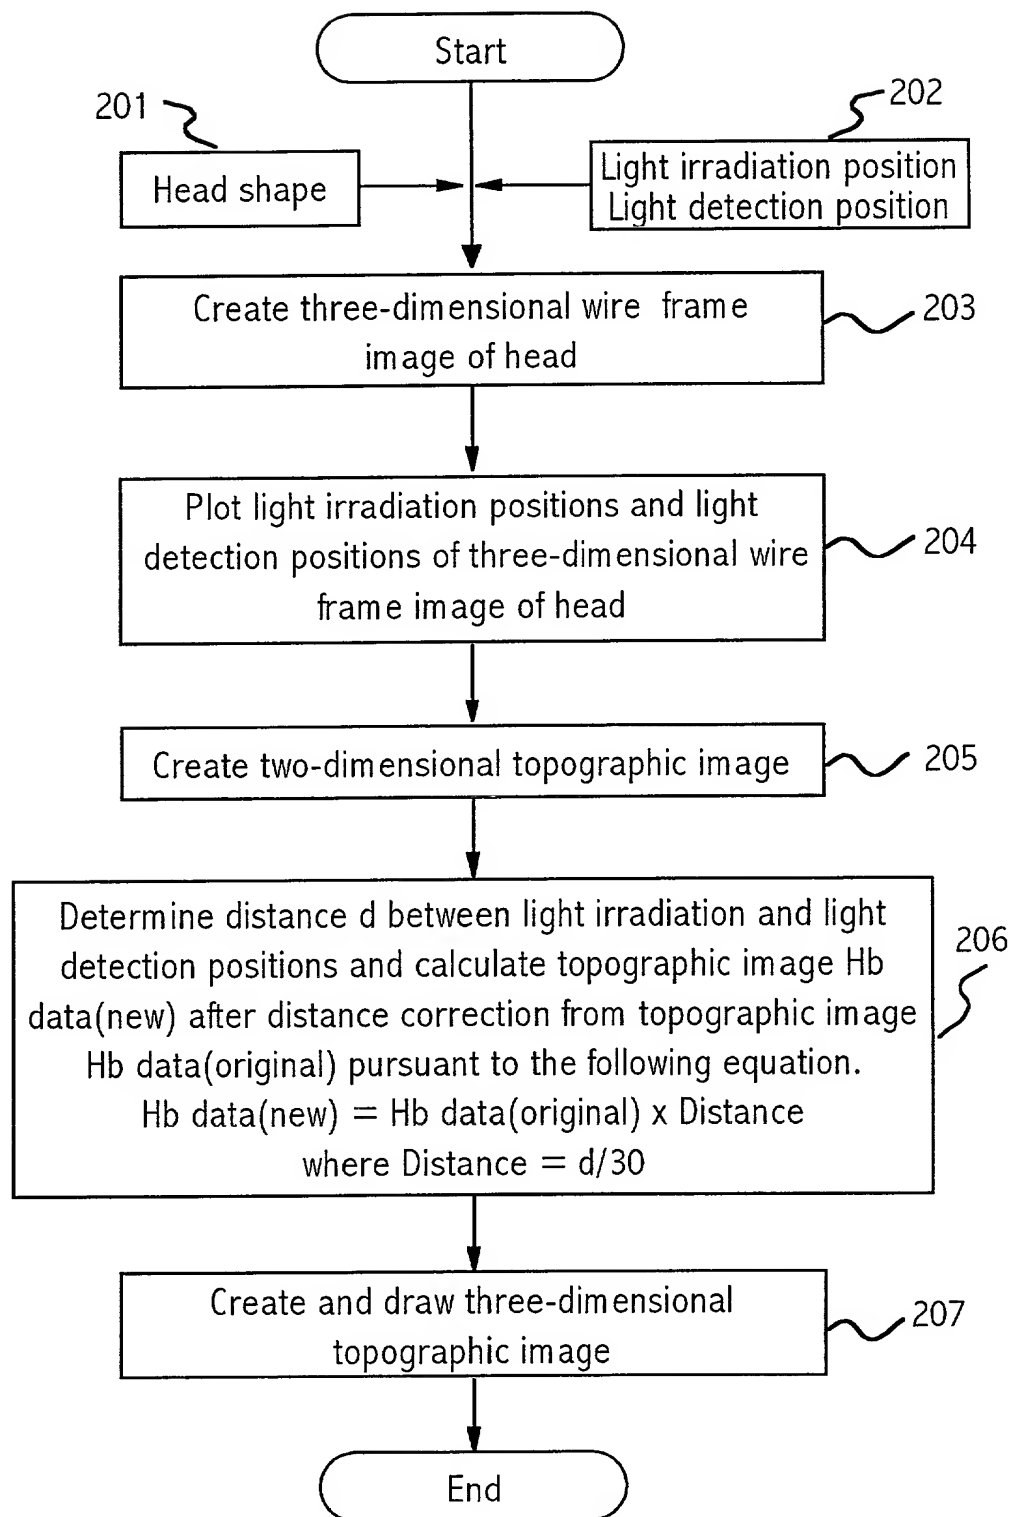 Start
201
202
Head shape
Light irradiation position
Light detection position
Create three-dimensional wire frame
image of head
203
Plot light irradiation positions and light
detection positions of three-dimensional wire
frame image of head
204
Create two-dimensional topographic image
205
Determine distance d between light irradiation and light
detection positions and calculate topographic image Hb
data(new) after distance correction from topographic image
Hb data(original) pursuant to the following equation.
Hb data(new) = Hb data(original) x Distance
where Distance = d/30
206
Create and draw three-dimensional
topographic image
207
End